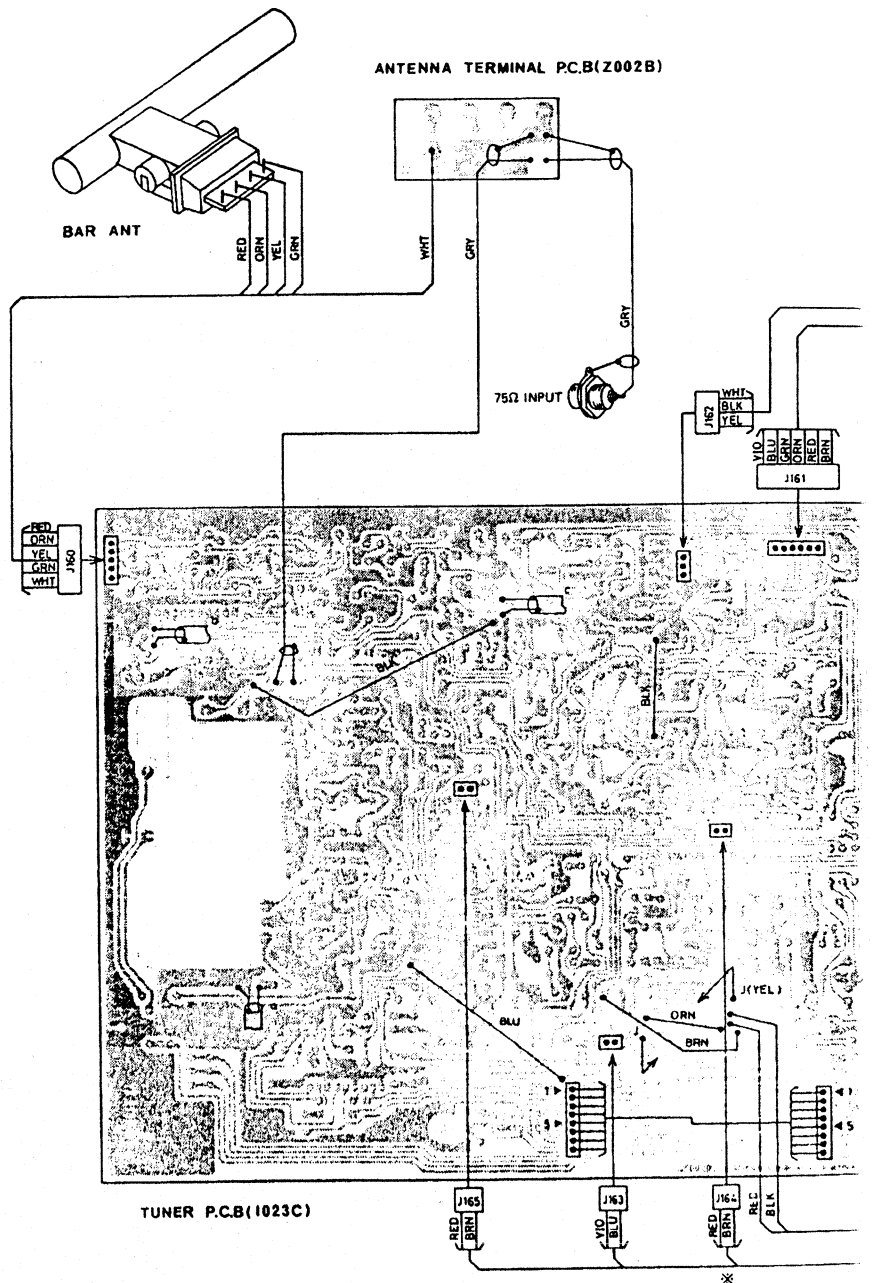 ANTENNA TERMINAL P.C.B(Z002B)
BAR ANT
RED
ORN
YEL
GRN
WHT
GRY
GRY
75Ω INPUT
J162
WHT
BLK
YEL
VIO
BLU
GRN
ORN
RED
BRN
J161
RED
ORN
YEL
GRN
WHT
J160
BLK
BLK
BLU
J(YEL)
ORN
J
BRN
1
5
1
5
TUNER P.C.B(1023C)
J165
RED
BRN
J163
VIO
BLU
J164
RED
BRN
RED
BLK
※